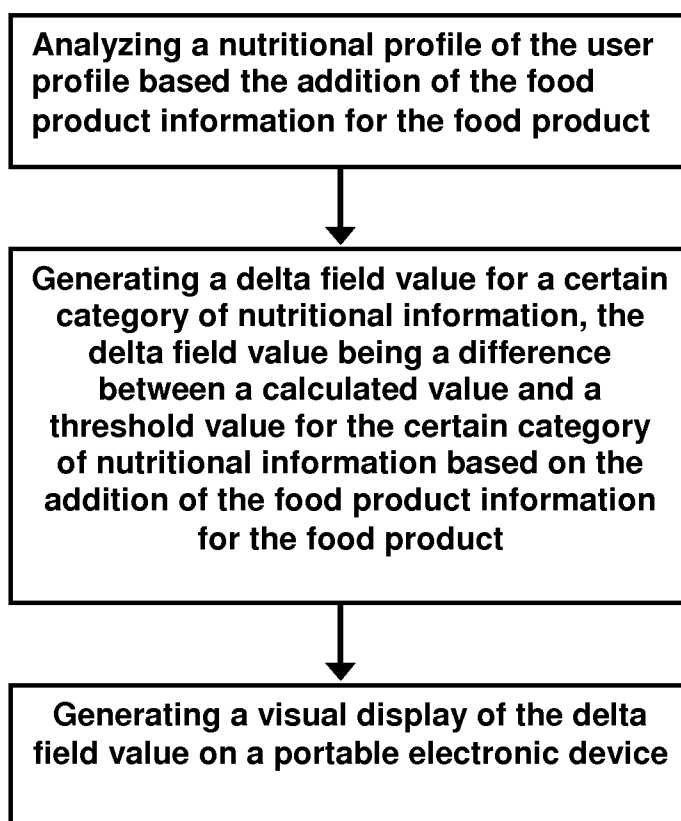 Analyzing a nutritional profile of the user
profile based the addition of the food
product information for the food product
Generating a delta field value for a certain
category of nutritional information, the
delta field value being a difference
between a calculated value and a
threshold value for the certain category
of nutritional information based on the
addition of the food product information
for the food product
Generating a visual display of the delta
field value on a portable electronic device